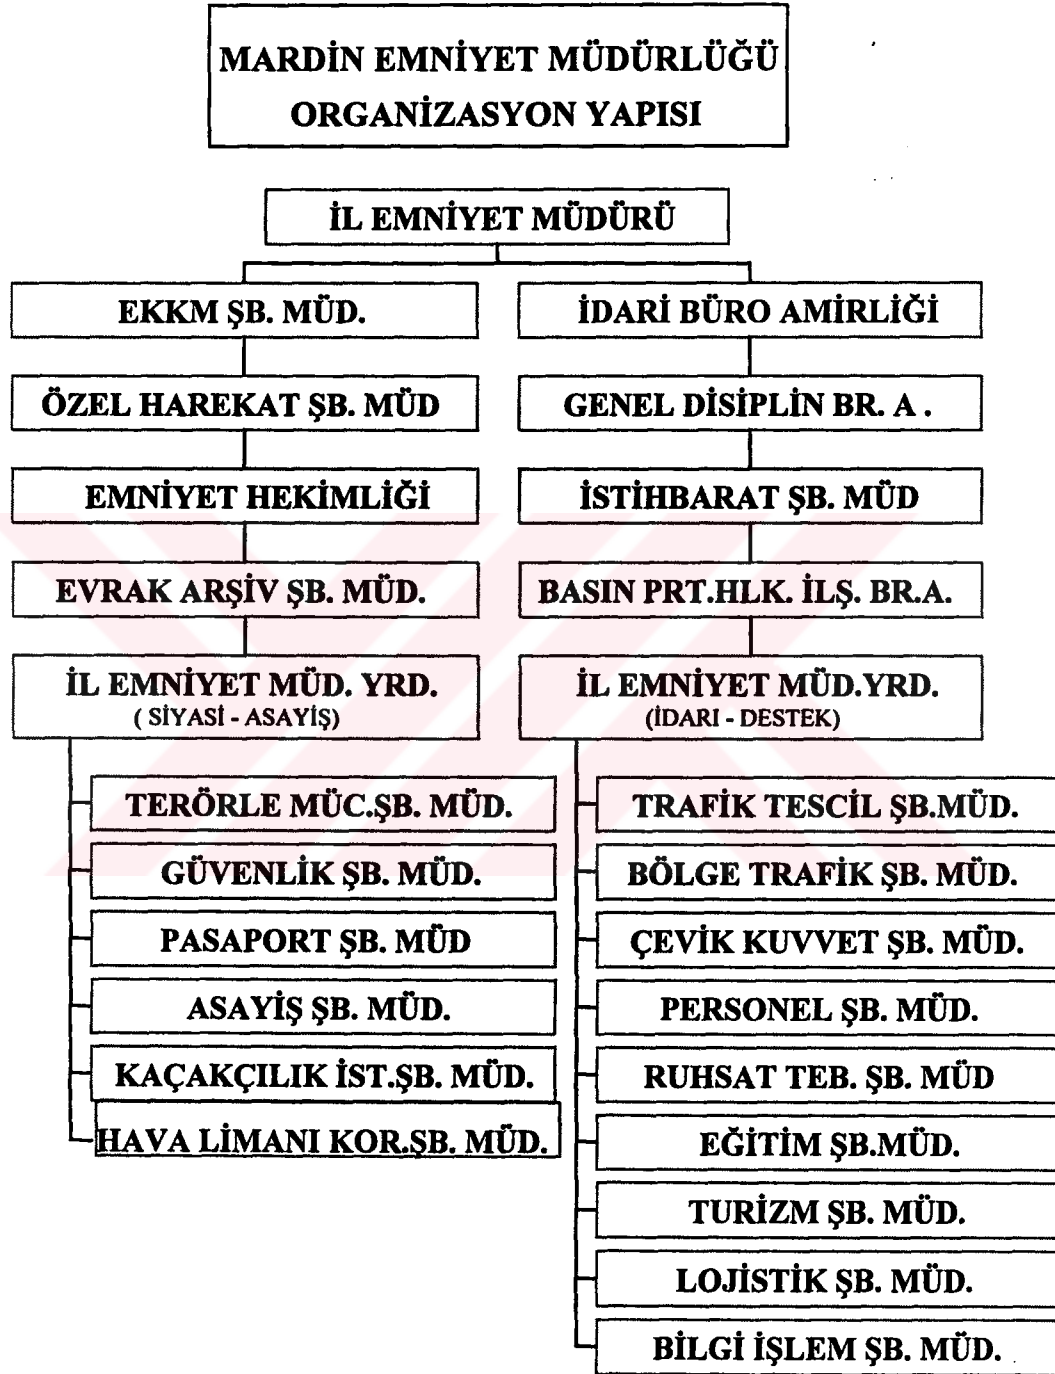 MARDİN EMNİYET MÜDÜRLÜĞÜ
ORGANİZASYON YAPISI
İL EMNİYET MÜDÜRÜ
EKKM ŞB. MÜD.
İDARİ BÜRO AMİRLİĞİ
ÖZEL HAREKAT ŞB. MÜD
GENEL DİSİPLİN BR. A .
EMNİYET HEKİMLİĞİ
İSTİHBARAT ŞB. MÜD
EVRAK ARŞİV ŞB. MÜD.
BASIN PRT.HLK. İLŞ. BR.A.
İL EMNİYET MÜD. YRD.
( SİYASİ - ASAYİŞ)
İL EMNİYET MÜD.YRD.
(İDARI - DESTEK)
TERÖRLE MÜC.ŞB. MÜD.
GÜVENLİK ŞB. MÜD.
PASAPORT ŞB. MÜD
ASAYİŞ ŞB. MÜD.
KAÇAKÇILIK İST.ŞB. MÜD.
HAVA LİMANI KOR.ŞB. MÜD.
TRAFİK TESCİL ŞB.MÜD.
BÖLGE TRAFİK ŞB. MÜD.
ÇEVİK KUVVET ŞB. MÜD.
PERSONEL ŞB. MÜD.
RUHSAT TEB. ŞB. MÜD
EĞİTİM ŞB.MÜD.
TURİZM ŞB. MÜD.
LOJİSTİK ŞB. MÜD.
BİLGİ İŞLEM ŞB. MÜD.